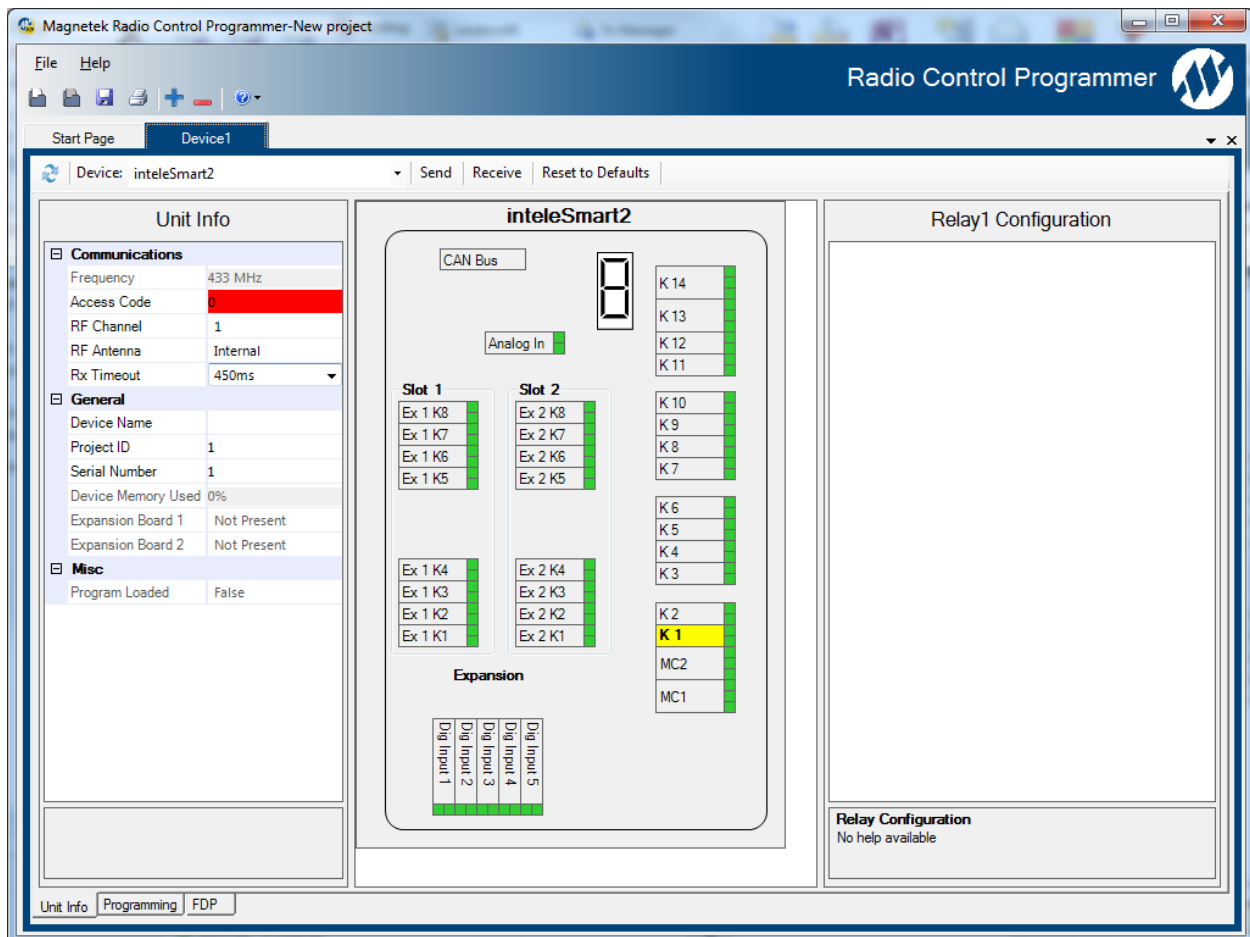 Magnetek Radio Control Programmer-New project
File Help
Radio Control Programmer
Start Page Device1
Device: inteleSmart2 Send Receive Reset to Defaults
Unit Info
Communications
Frequency 433 MHz
Access Code 0
RF Channel 1
RF Antenna Internal
Rx Timeout 450ms
General
Device Name
Project ID 1
Serial Number 1
Device Memory Used 0%
Expansion Board 1 Not Present
Expansion Board 2 Not Present
Misc
Program Loaded False
inteleSmart2
CAN Bus
Analog In
K 14
K 13
K 12
K 11
Slot 1
Ex 1 K8
Ex 1 K7
Ex 1 K6
Ex 1 K5
Ex 1 K4
Ex 1 K3
Ex 1 K2
Ex 1 K1
Slot 2
Ex 2 K8
Ex 2 K7
Ex 2 K6
Ex 2 K5
Ex 2 K4
Ex 2 K3
Ex 2 K2
Ex 2 K1
K 10
K 9
K 8
K 7
K 6
K 5
K 4
K 3
K 2
K 1
MC2
MC1
Expansion
Dig Input 1
Dig Input 2
Dig Input 3
Dig Input 4
Dig Input 5
Relay1 Configuration
Relay Configuration
No help available
Unit Info Programming FDP